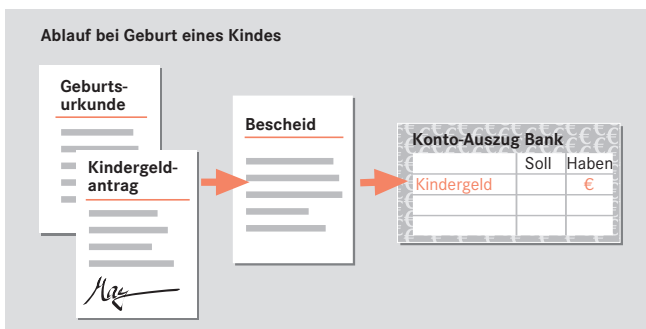 Ablauf bei Geburt eines Kindes
Geburts-
urkunde
Kindergeld-
antrag
Bescheid
Konto-Auszug Bank
Soll Haben
Kindergeld €